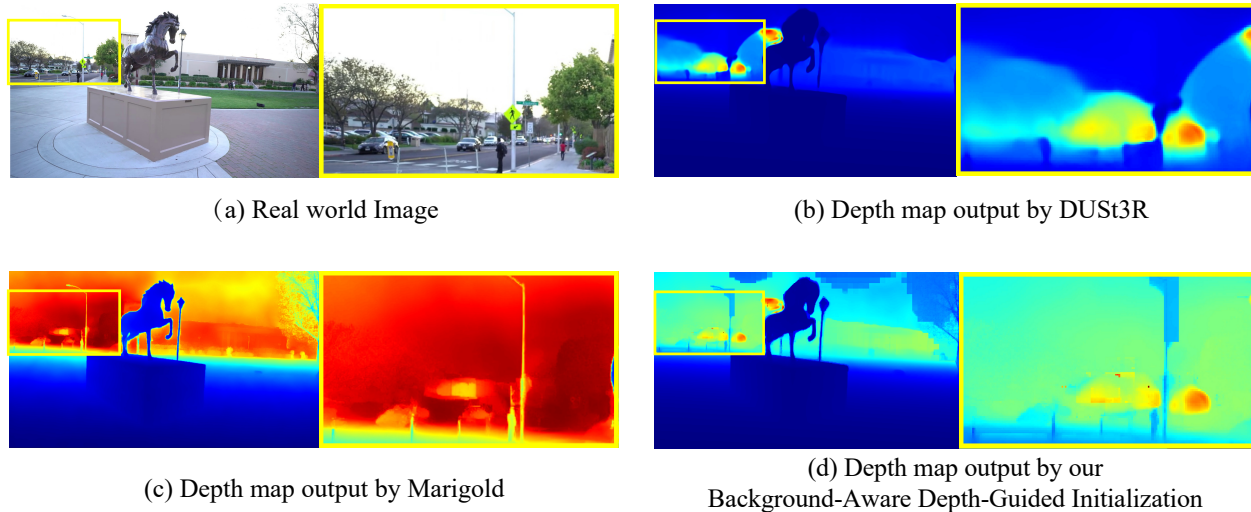 （a) Real world Image
(b) Depth map output by DUSt3R
(c) Depth map output by Marigold
(d) Depth map output by our
Background-Aware Depth-Guided Initialization